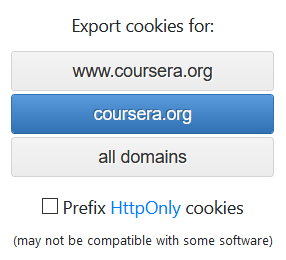 Export cookies for:
www.coursera.org
coursera.org
all domains
Prefix HttpOnly cookies
(may not be compatible with some software)